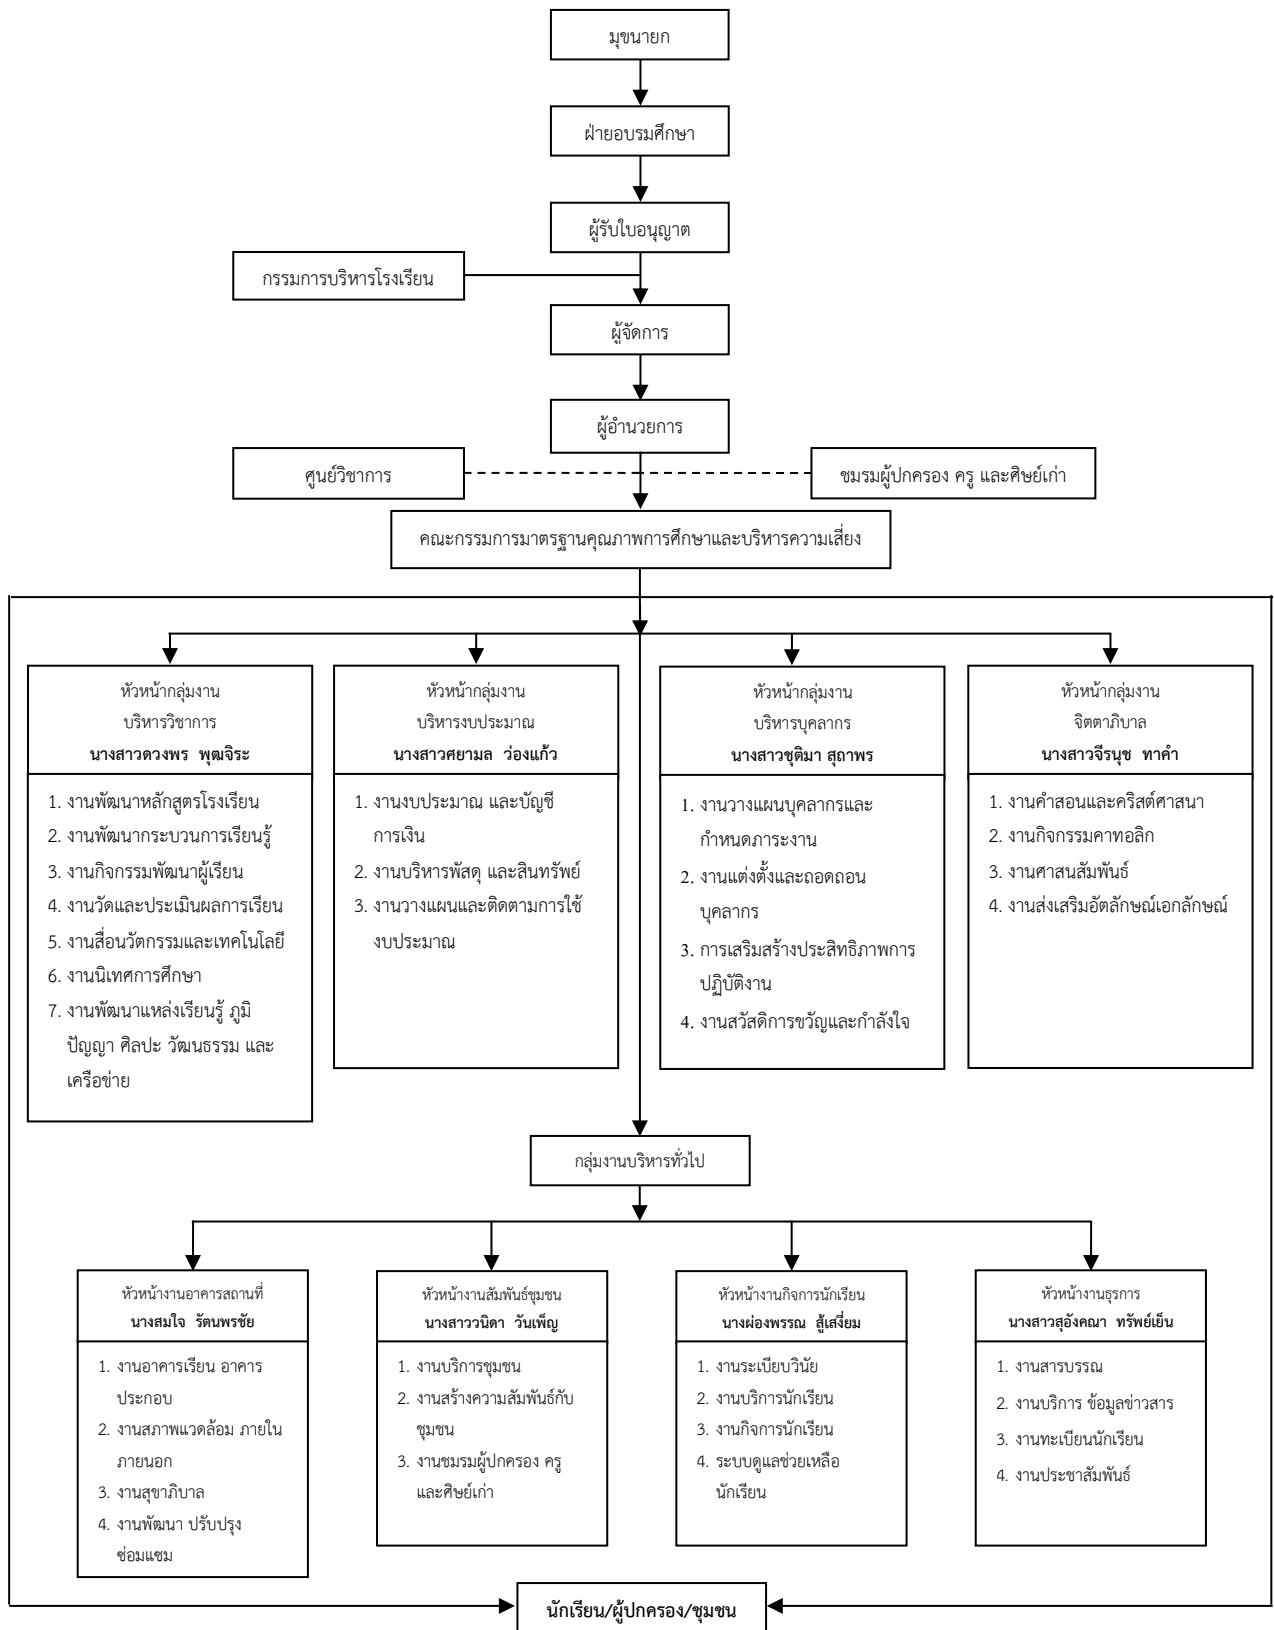 มุขนายก
ฝ่ายอบรมศึกษา
ผู้รับใบอนุญาต
กรรมการบริหารโรงเรียน
ผู้จัดการ
ผู้อำนวยการ
ศูนย์วิชาการ
ชมรมผู้ปกครอง ครู และศิษย์เก่า
คณะกรรมการมาตรฐานคุณภาพการศึกษาและบริหารความเสี่ยง
หัวหน้ากลุ่มงาน
บริหารวิชาการ
นางสาวดวงพร พุฒจิระ
1. งานพัฒนาหลักสูตรโรงเรียน
2. งานพัฒนากระบวนการเรียนรู้
3. งานกิจกรรมพัฒนาผู้เรียน
4. งานวัดและประเมินผลการเรียน
5. งานสื่อนวัตกรรมและเทคโนโลยี
6. งานนิเทศการศึกษา
7. งานพัฒนาแหล่งเรียนรู้ ภูมิ
ปัญญา ศิลปะ วัฒนธรรม และ
เครือข่าย
หัวหน้ากลุ่มงาน
บริหารงบประมาณ
นางสาวศยามล ว่องแก้ว
1. งานงบประมาณ และบัญชี
การเงิน
2. งานบริหารพัสดุ และสินทรัพย์
3. งานวางแผนและติดตามการใช้
งบประมาณ
หัวหน้ากลุ่มงาน
บริหารบุคลากร
นางสาวชุติมา สุถาพร
1. งานวางแผนบุคลากรและ
กำหนดภาระงาน
2. งานแต่งตั้งและถอดถอน
บุคลากร
3. การเสริมสร้างประสิทธิภาพการ
ปฏิบัติงาน
4. งานสวัสดิการขวัญและกำลังใจ
หัวหน้ากลุ่มงาน
จิตตาภิบาล
นางสาวจีรนุช ทาคำ
1. งานคำสอนและคริสต์ศาสนา
2. งานกิจกรรมคาทอลิก
3. งานศาสนสัมพันธ์
4. งานส่งเสริมอัตลักษณ์เอกลักษณ์
กลุ่มงานบริหารทั่วไป
หัวหน้างานอาคารสถานที่
นางสมใจ รัตนพรชัย
1. งานอาคารเรียน อาคาร
ประกอบ
2. งานสภาพแวดล้อม ภายใน
ภายนอก
3. งานสุขาภิบาล
4. งานพัฒนา ปรับปรุง
ซ่อมแซม
หัวหน้างานสัมพันธ์ชุมชน
นางสาววนิดา วันเพ็ญ
1. งานบริการชุมชน
2. งานสร้างความสัมพันธ์กับ
ชุมชน
3. งานชมรมผู้ปกครอง ครู
และศิษย์เก่า
หัวหน้างานกิจการนักเรียน
นางผ่องพรรณ สู้เสงี่ยม
1. งานระเบียบวินัย
2. งานบริการนักเรียน
3. งานกิจการนักเรียน
4. ระบบดูแลช่วยเหลือ
นักเรียน
หัวหน้างานธุรการ
นางสาวสุอังคณา ทรัพย์เย็น
1. งานสารบรรณ
2. งานบริการ ข้อมูลข่าวสาร
3. งานทะเบียนนักเรียน
4. งานประชาสัมพันธ์
นักเรียน/ผู้ปกครอง/ชุมชน